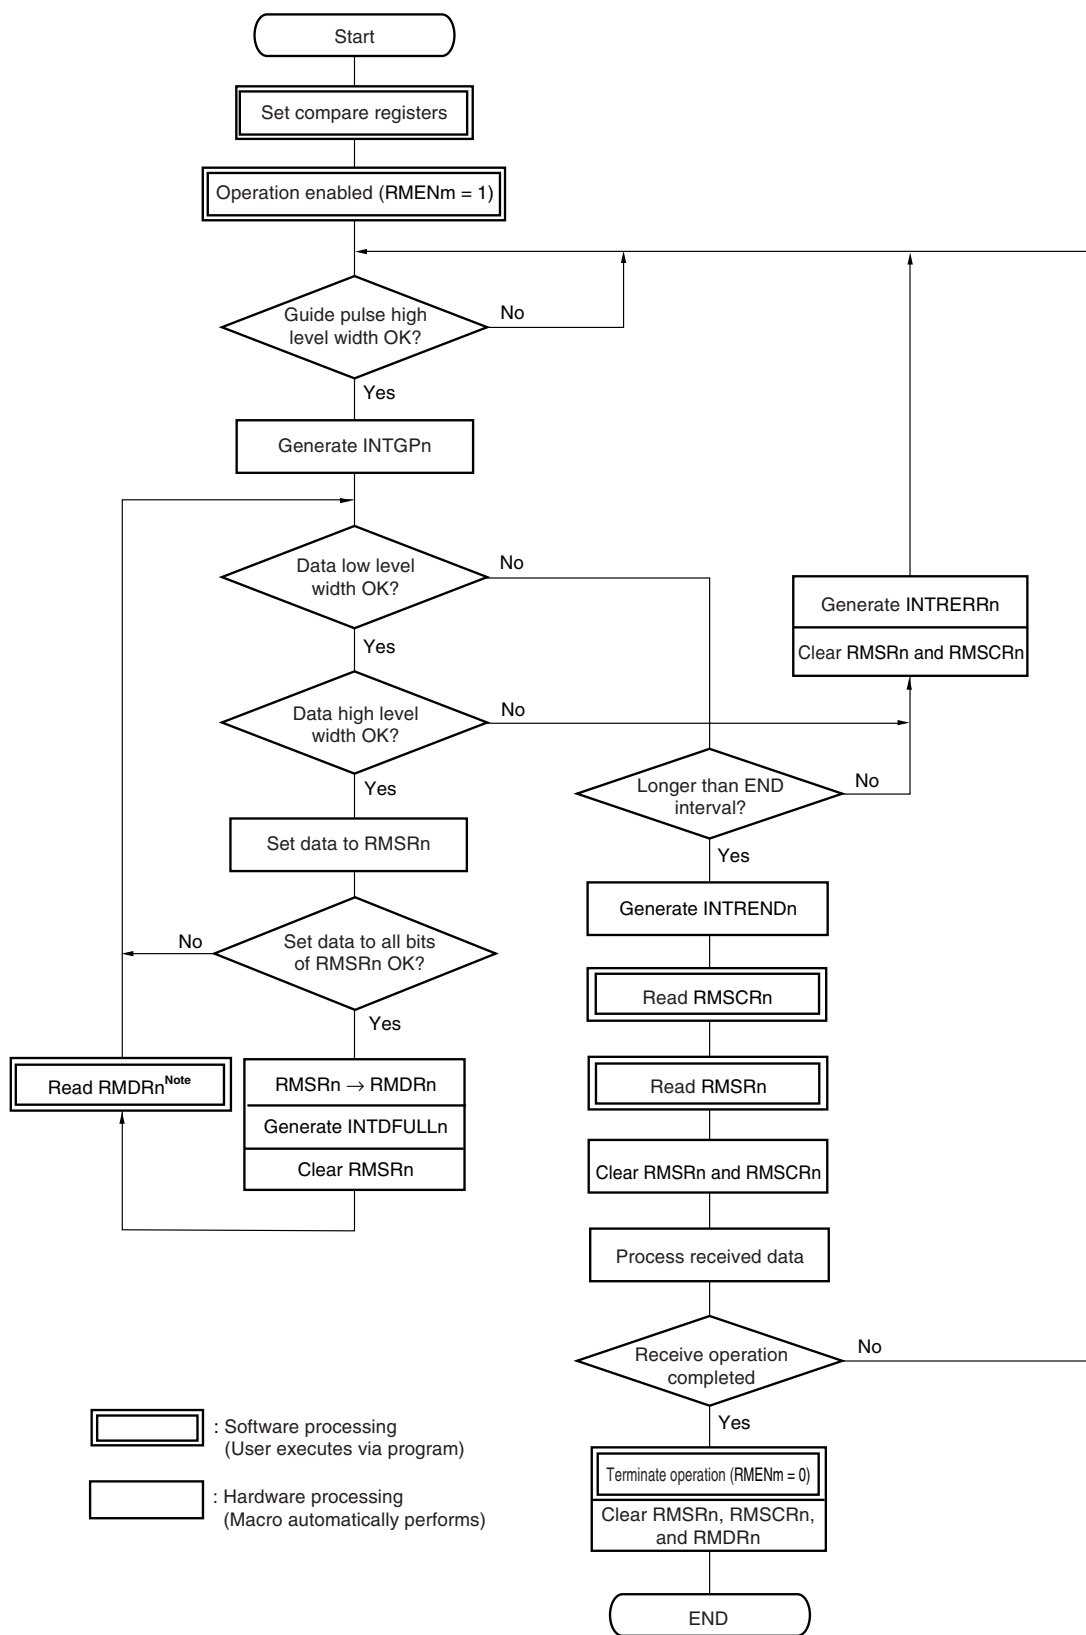 Start
Set compare registers
Operation enabled (RMENm = 1)
Guide pulse high
level width OK?
No
Yes
Generate INTGPn
Data low level
width OK?
No
Yes
Generate INTRERRn
Clear RMSRn and RMSCRn
Data high level
width OK?
No
Yes
Longer than END
interval?
No
Yes
Set data to RMSRn
Generate INTRENDn
Set data to all bits
of RMSRn OK?
No
Yes
Read RMSCRn
Read RMDRnNote
RMSRn → RMDRn
Generate INTDFULLn
Clear RMSRn
Read RMSRn
Clear RMSRn and RMSCRn
Process received data
Receive operation
completed
No
Yes
: Software processing
(User executes via program)
: Hardware processing
(Macro automatically performs)
Terminate operation (RMENm = 0)
Clear RMSRn, RMSCRn,
and RMDRn
END